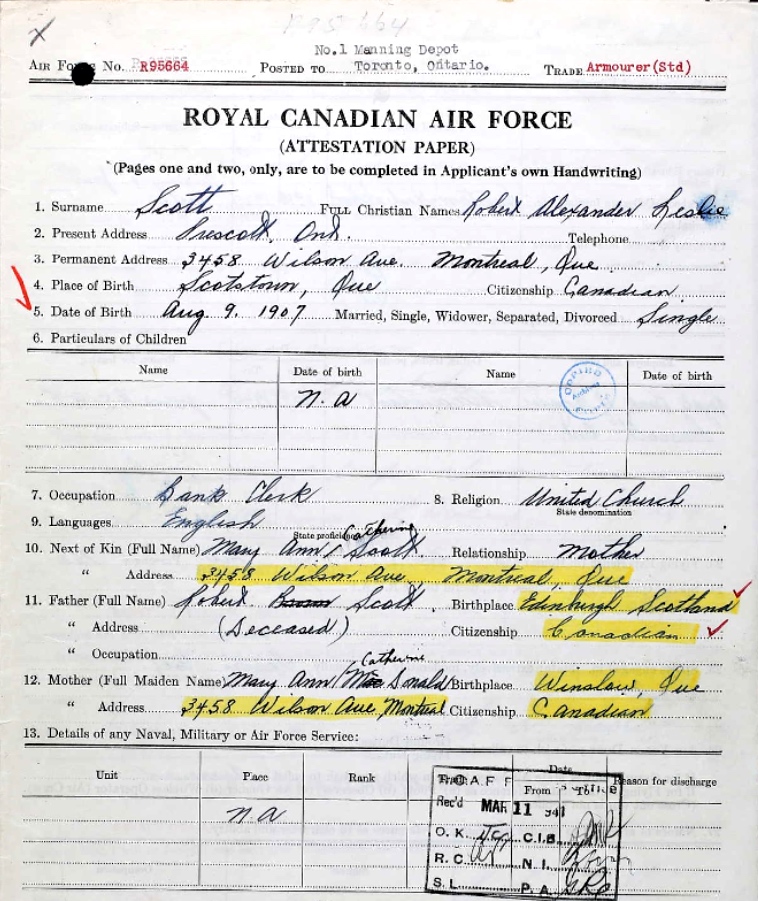 R95664
No.1 Manning Depot
AIR FORCE No. R95664 POSTED TO Toronto, Ontario. TRADE Armourer(Std)
ROYAL CANADIAN AIR FORCE
(ATTESTATION PAPER)
(Pages one and two, only, are to be completed in Applicant's own Handwriting)
1. Surname Scott FULL Christian Names Robert Alexander Leslie
2. Present Address Prescott, Ont. Telephone
3. Permanent Address 3458 Wilson Ave. Montreal, Que
4. Place of Birth Scotstown, Que Citizenship Canadian
5. Date of Birth Aug 9. 1907 Married, Single, Widower, Separated, Divorced Single
6. Particulars of Children
Name Date of birth Name Date of birth
n. a
COPIED
7. Occupation Bank Clerk 8. Religion United Church
State denomination
9. Languages English
State proficiency
Catherine
10. Next of Kin (Full Name) Mary Ann / Scott. Relationship Mother
" Address 3458 Wilson Ave, Montreal, Que
11. Father (Full Name) Robert Scott. Birthplace Edinburgh Scotland
" Address (Deceased) Citizenship Canadian
" Occupation
Catherine
12. Mother (Full Maiden Name) Mary Ann / Donald Birthplace Winslow, Que
" Address 3458 Wilson Ave Montreal Citizenship Canadian
13. Details of any Naval, Military or Air Force Service:
Unit Place Rank Date Reason for discharge
From To
n a
Rec'd MAR 11 941
O. K. C.I.B.
R. C. N. I.
S. L. P. A.